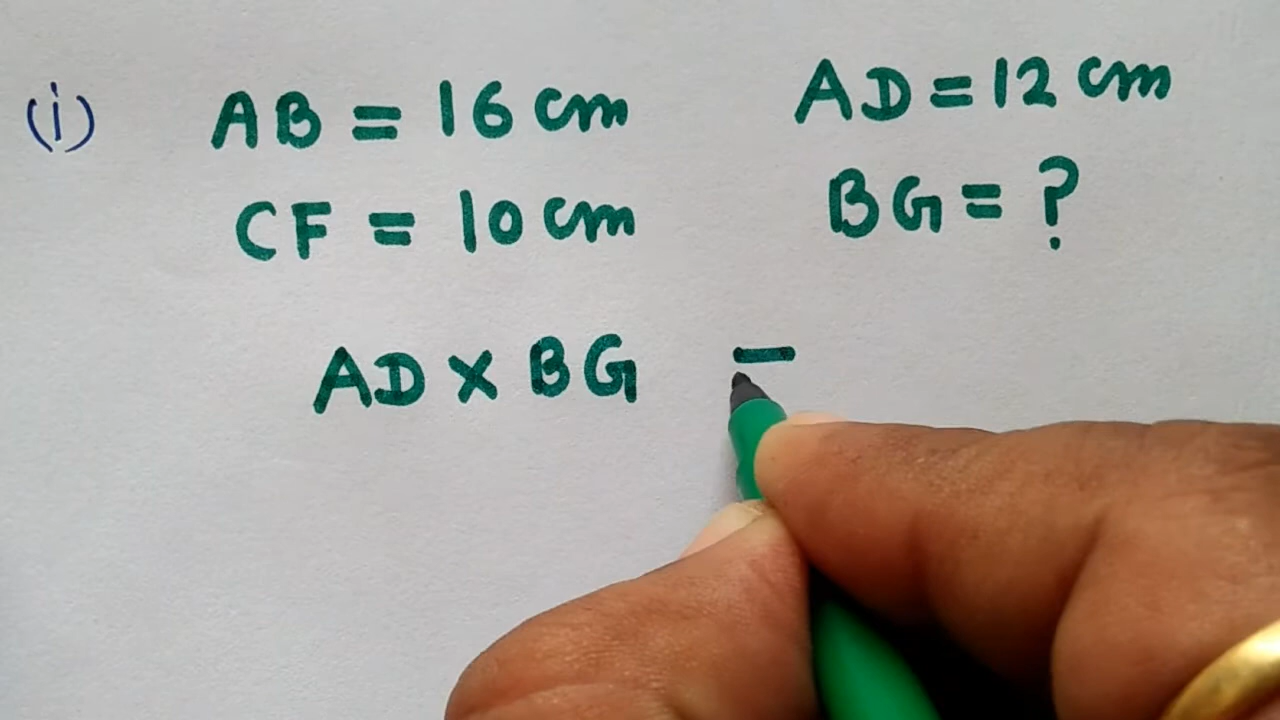 (i) AB = 16 cm AD = 12 cm
CF = 10 cm BG = ?
AD × BG –